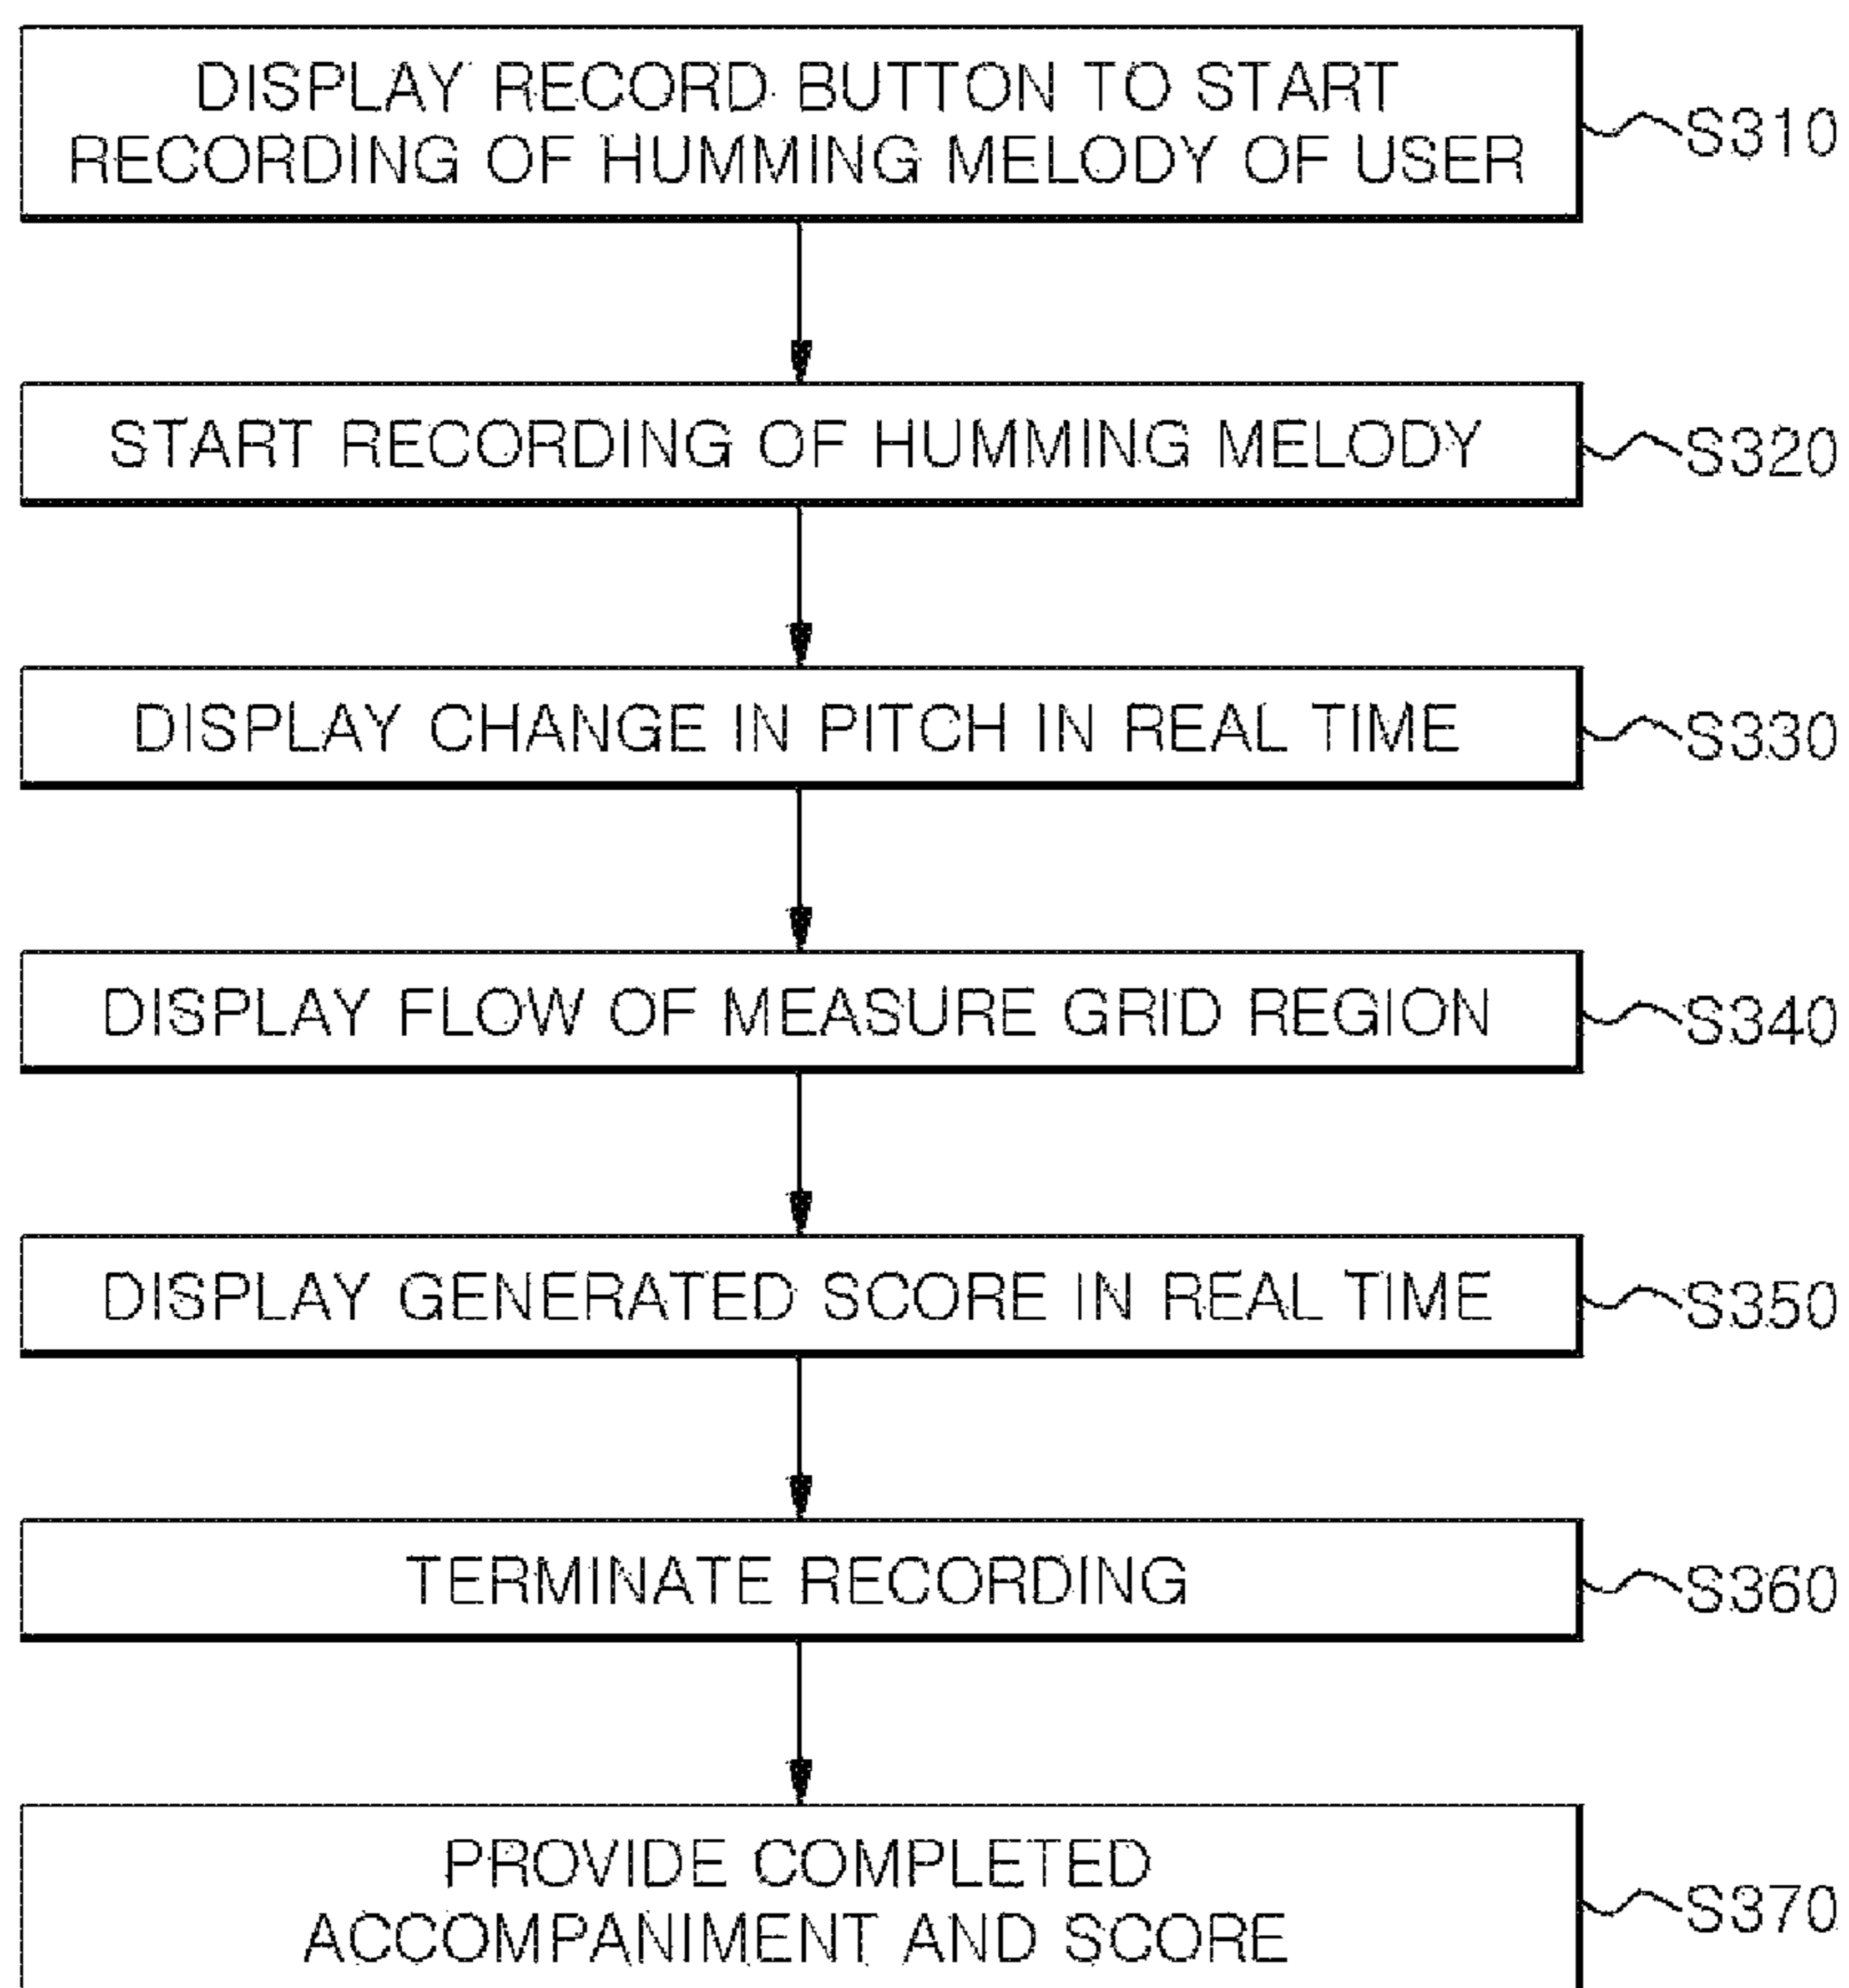 DISPLAY RECORD BUTTON TO START
RECORDING OF HUMMING MELODY OF USER
S310
START RECORDING OF HUMMING MELODY
S320
DISPLAY CHANGE IN PITCH IN REAL TIME
S330
DISPLAY FLOW OF MEASURE GRID REGION
S340
DISPLAY GENERATED SCORE IN REAL TIME
S350
TERMINATE RECORDING
S360
PROVIDE COMPLETED
ACCOMPANIMENT AND SCORE
S370